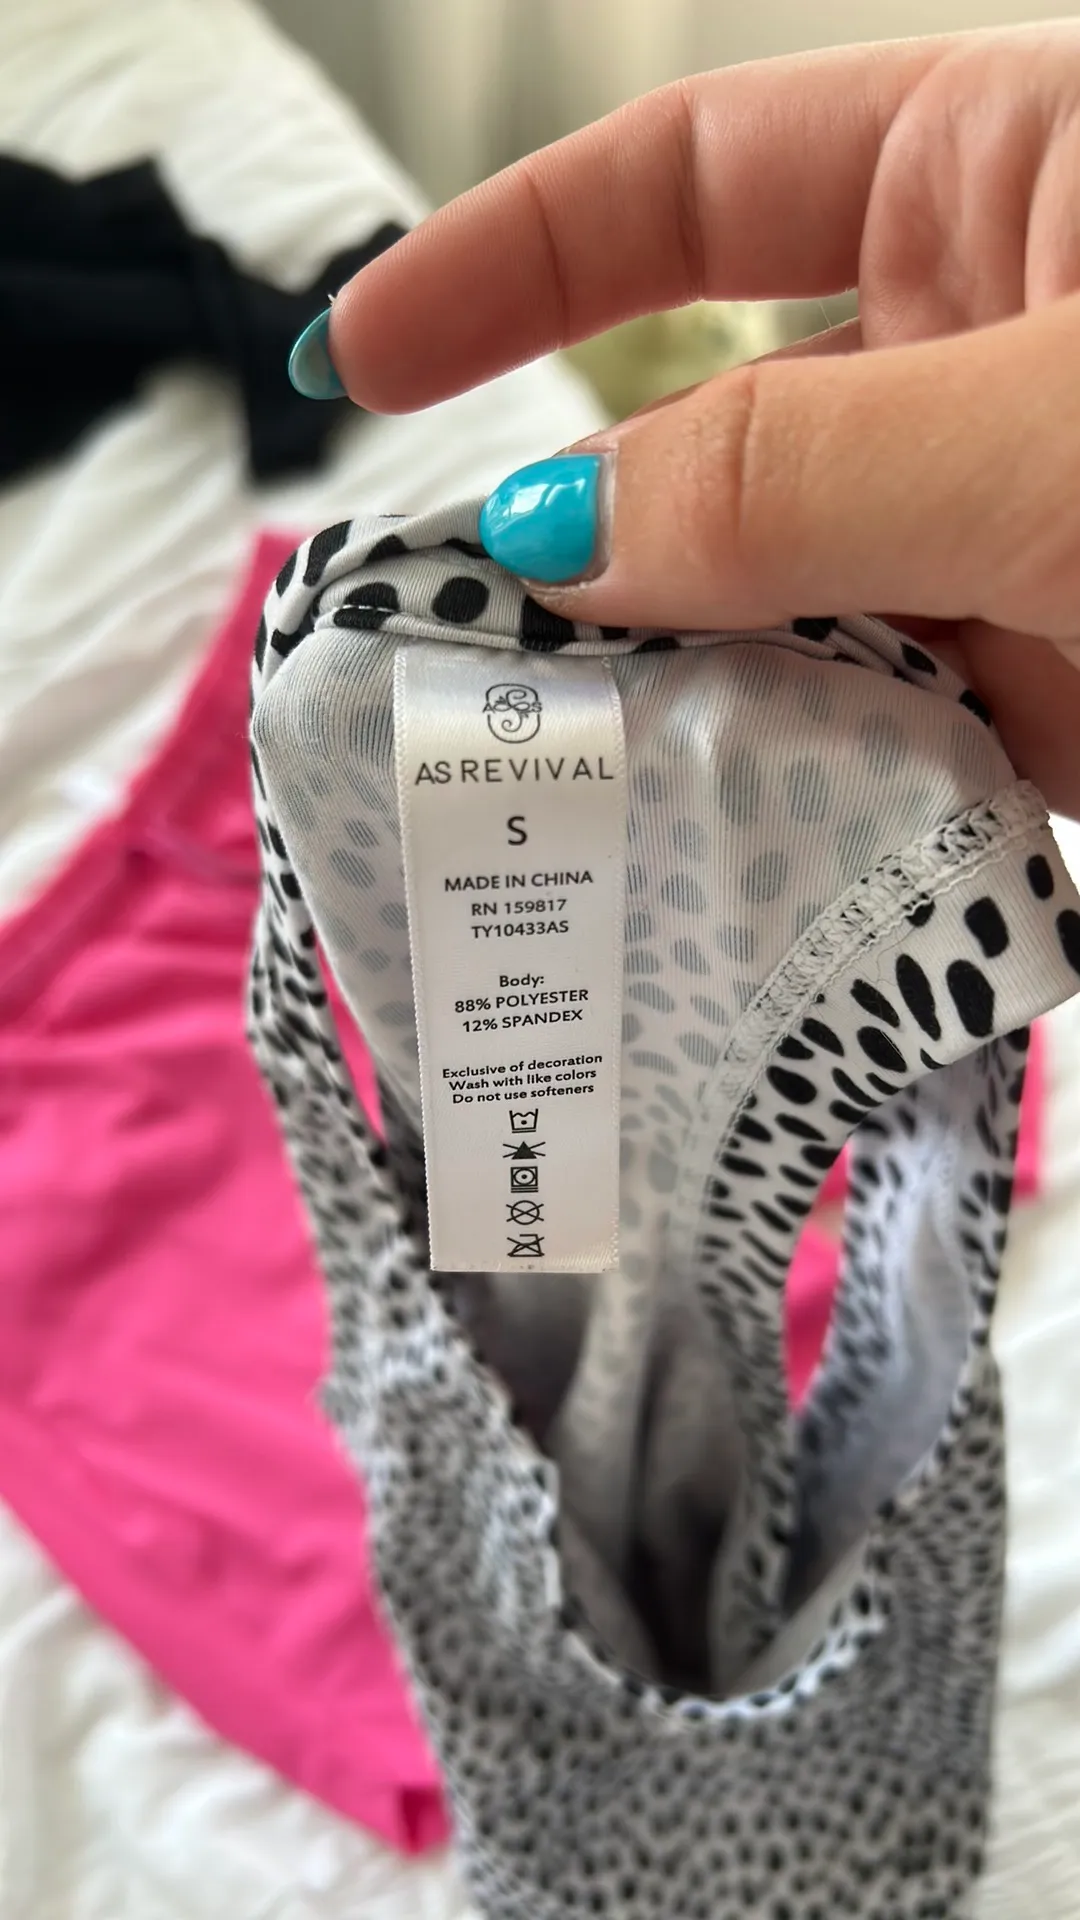 AS REVIVAL
S
MADE IN CHINA
RN 159817
TY10433AS
Body:
88% POLYESTER
12% SPANDEX
Exclusive of decoration
Wash with like colors
Do not use softeners